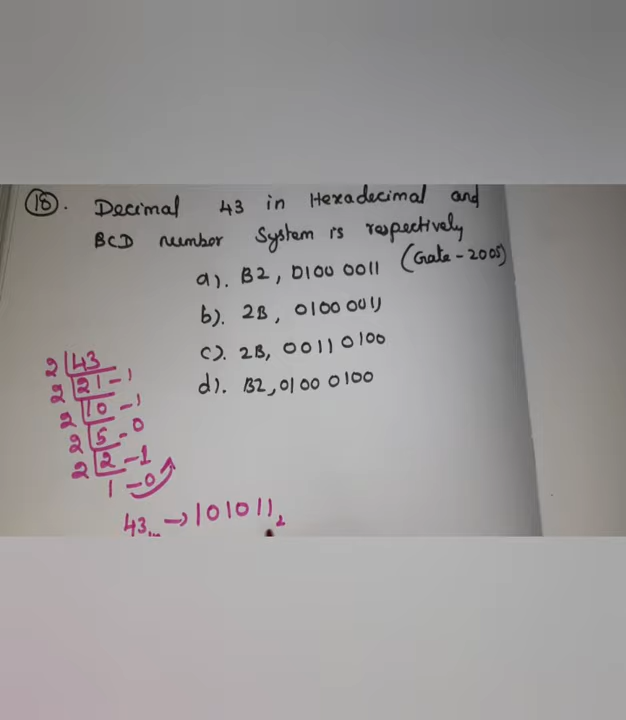 18. Decimal 43 in Hexadecimal and
BCD number System is respectively
(Gate - 2005)
a). B2, 0100 0011
b). 2B, 0100 0011
c). 2B, 0011 0100
d). B2, 0100 0100
2 43
2 21 - 1
2 10 - 1
2 5 - 0
2 2 - 1
1 - 0
43 → 101011₂